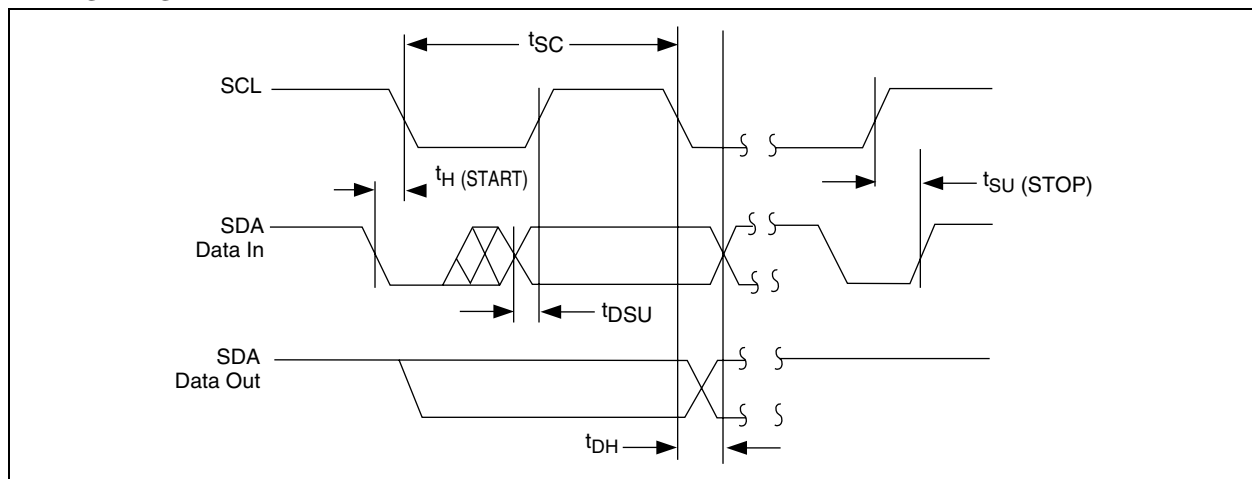 tSC
SCL
tH (START)
tSU (STOP)
SDA
Data In
tDSU
SDA
Data Out
tDH